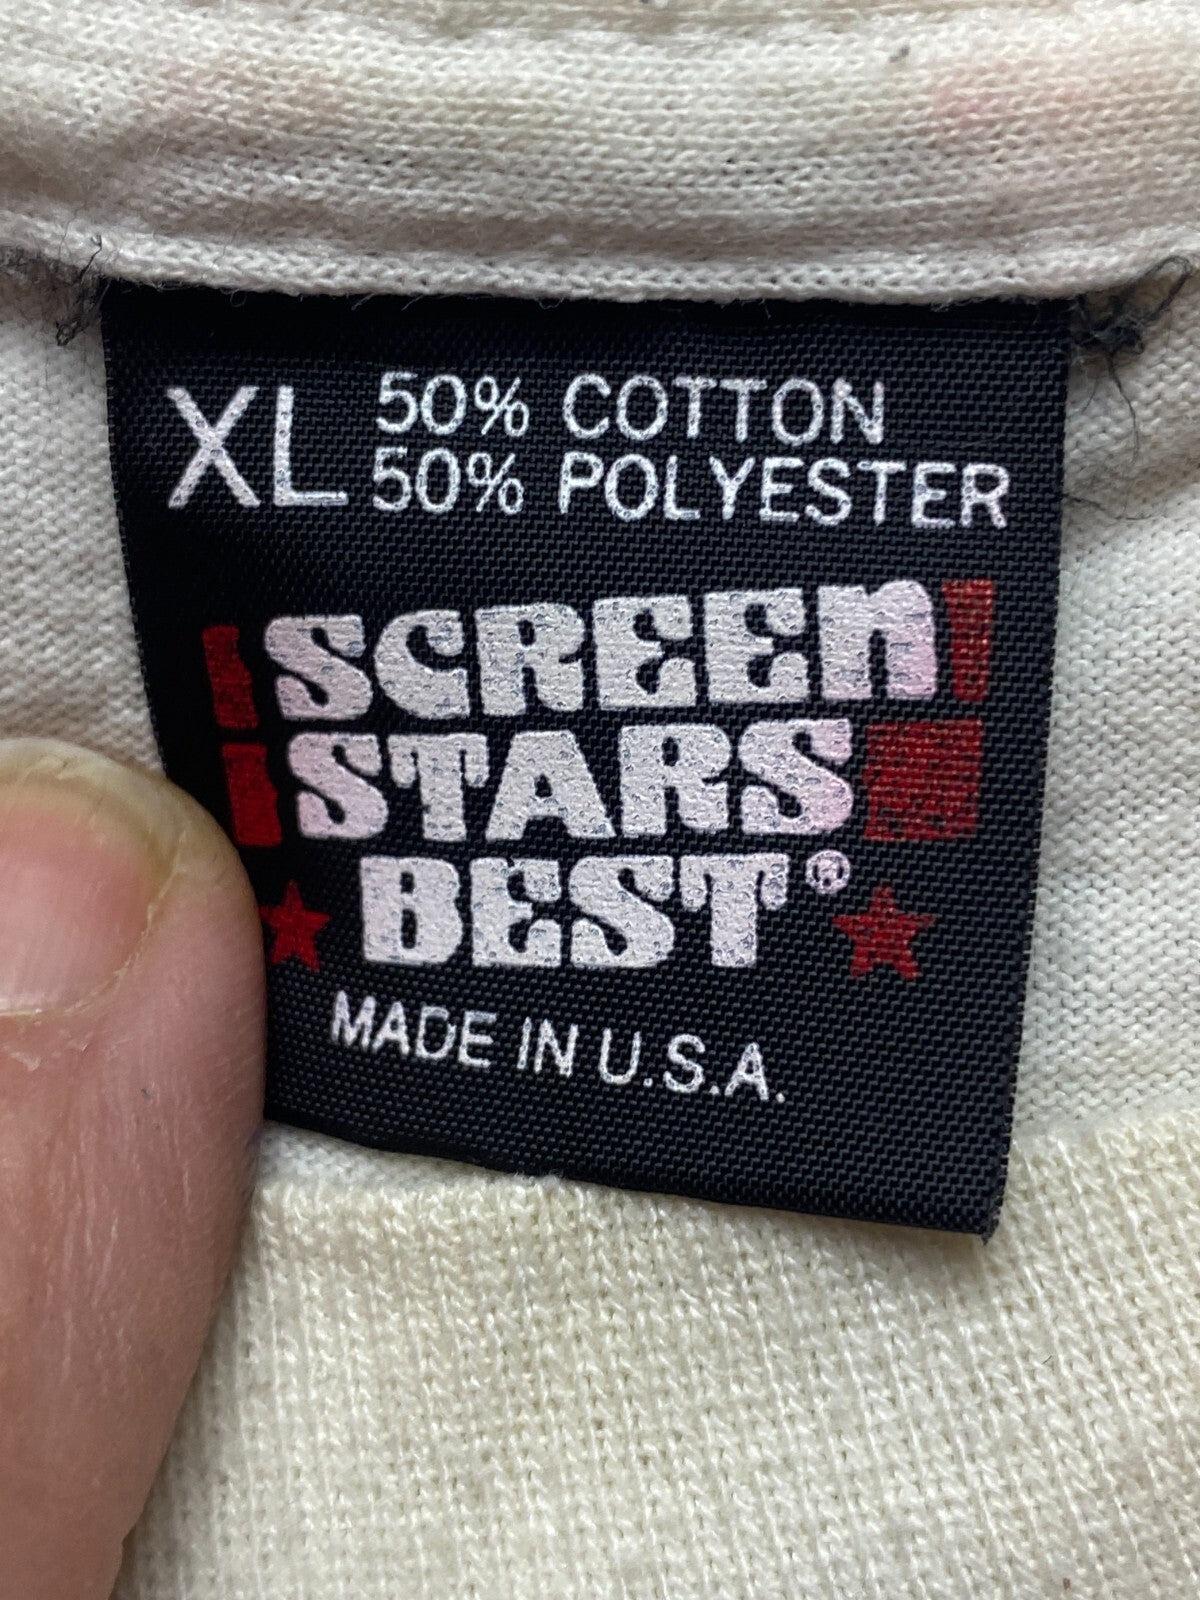 XL
50% COTTON
50% POLYESTER
SCREEN
STARS
BEST®
MADE IN U.S.A.